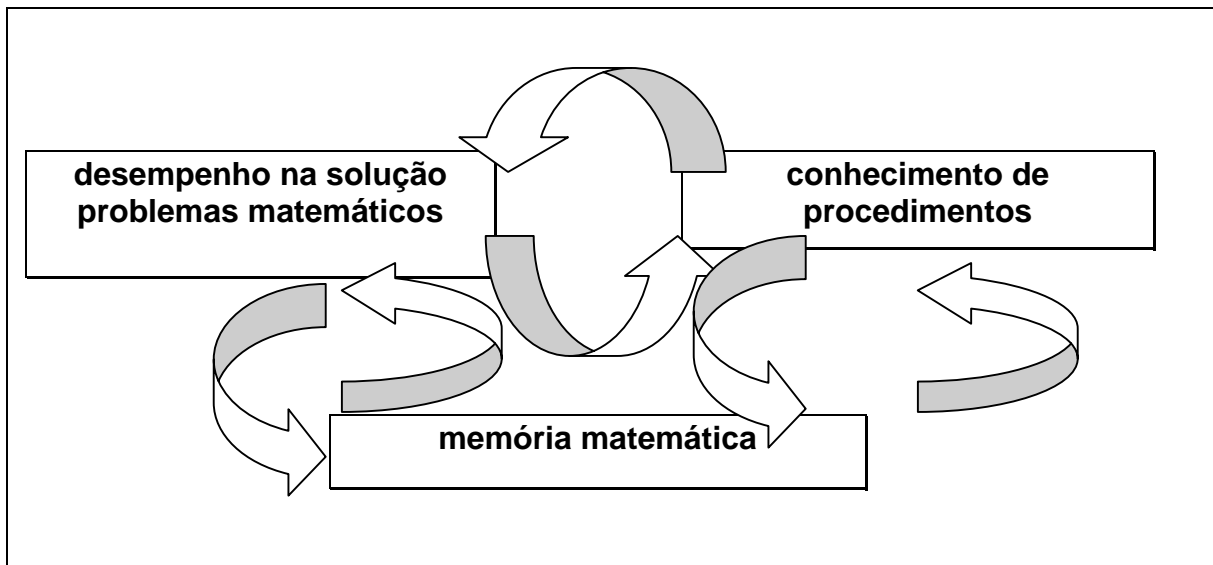 desempenho na solução
problemas matemáticos
conhecimento de
procedimentos
memória matemática